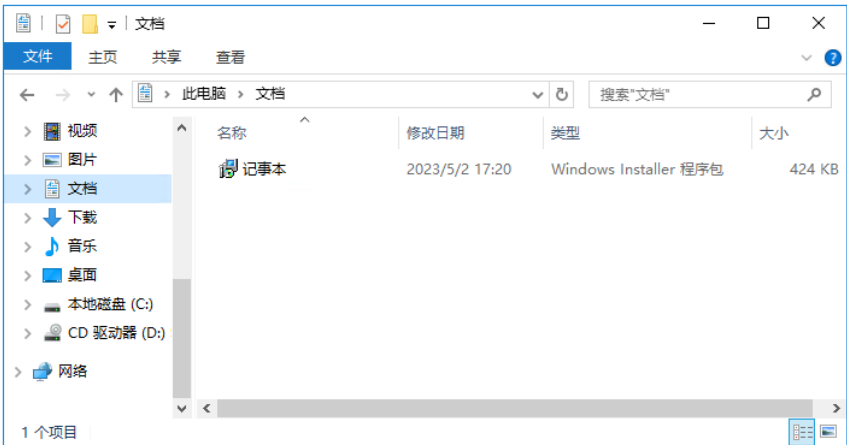 文档
文件 主页 共享 查看
此电脑 文档 搜索"文档"
名称 修改日期 类型 大小
记事本 2023/5/2 17:20 Windows Installer 程序包 424 KB
视频
图片
文档
下载
音乐
桌面
本地磁盘 (C:)
CD 驱动器 (D:)
网络
1 个项目